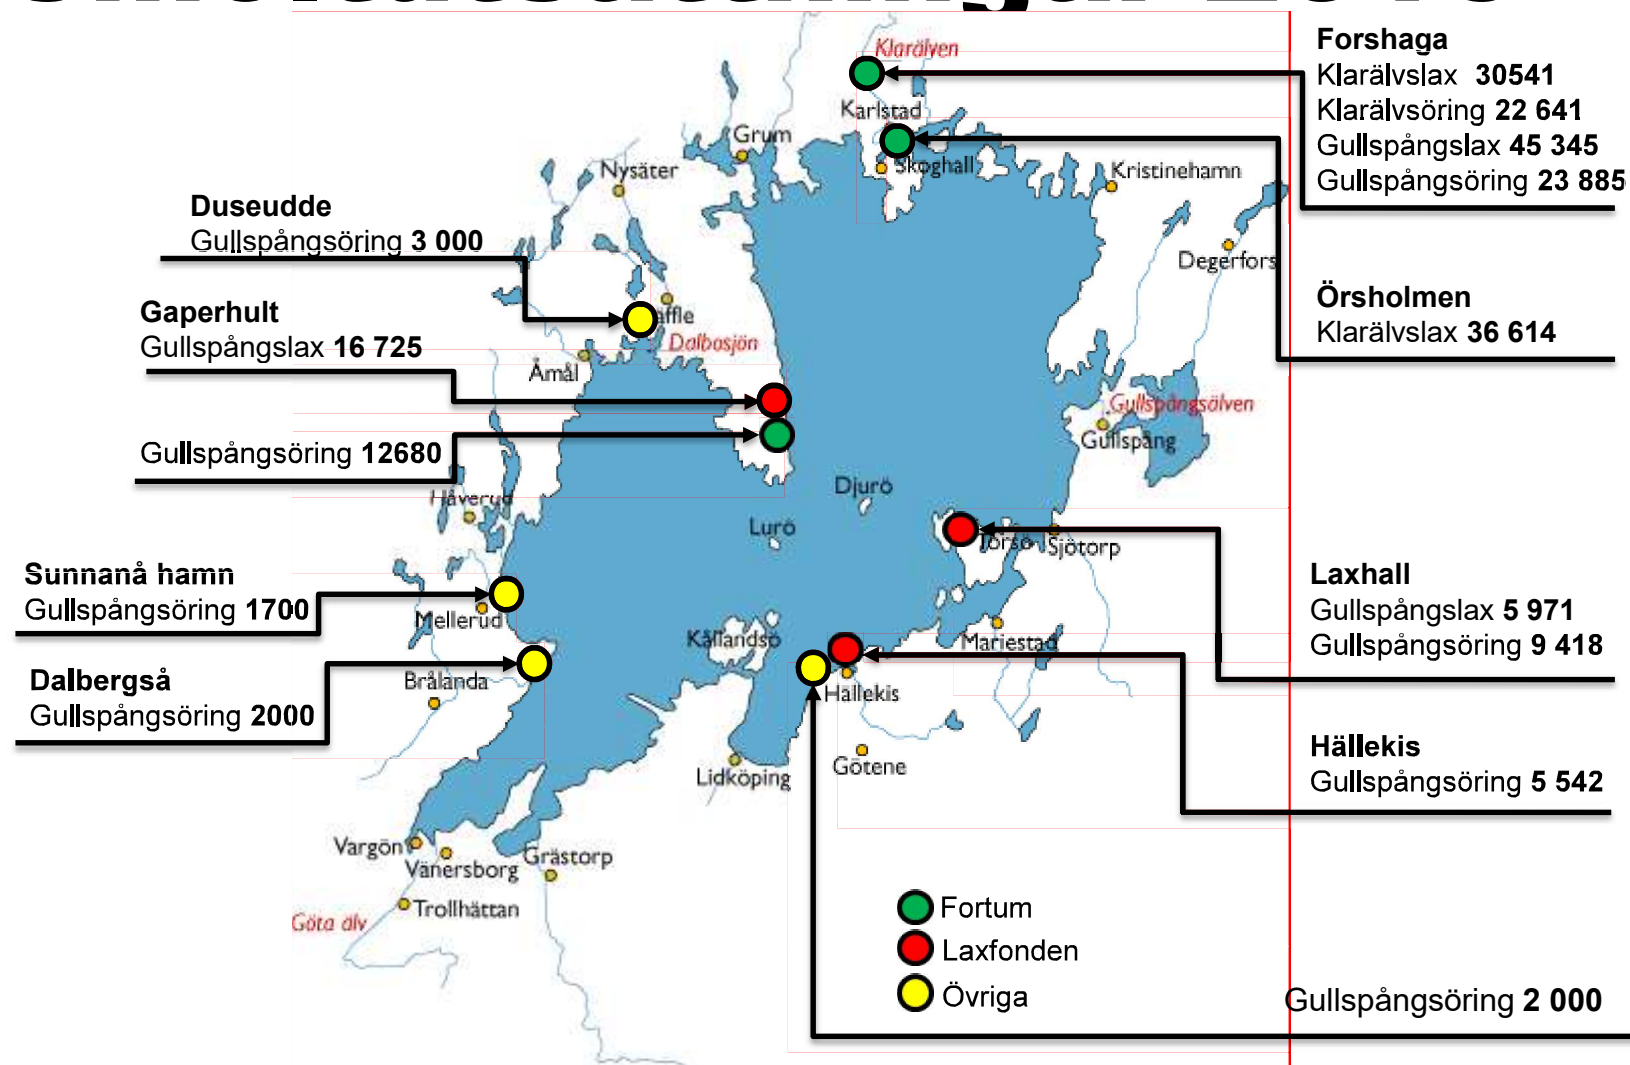 Forshaga
Klarälvslax 30541
Klarälvsöring 22 641
Gullspångslax 45 345
Gullspångsöring 23 885
Örsholmen
Klarälvslax 36 614
Duseudde
Gullspångsöring 3 000
Gaperhult
Gullspångslax 16 725
Gullspångsöring 12680
Sunnanå hamn
Gullspångsöring 1700
Dalbergså
Gullspångsöring 2000
Laxhall
Gullspångslax 5 971
Gullspångsöring 9 418
Hällekis
Gullspångsöring 5 542
Gullspångsöring 2 000
Klarälven
Karlstad
Grum
Skoghall
Nysäter
Kristinehamn
Degerfors
äffle
Dalbosjön
Åmål
Gullspångsälven
Gullspång
Djurö
Håverud
Lurö
Torsö
Sjötorp
Mellerud
Kållandsö
Mariestad
Brålanda
Hällekis
Lidköping
Götene
Vargön
Vänersborg
Grästorp
Trollhättan
Göta älv
Fortum
Laxfonden
Övriga